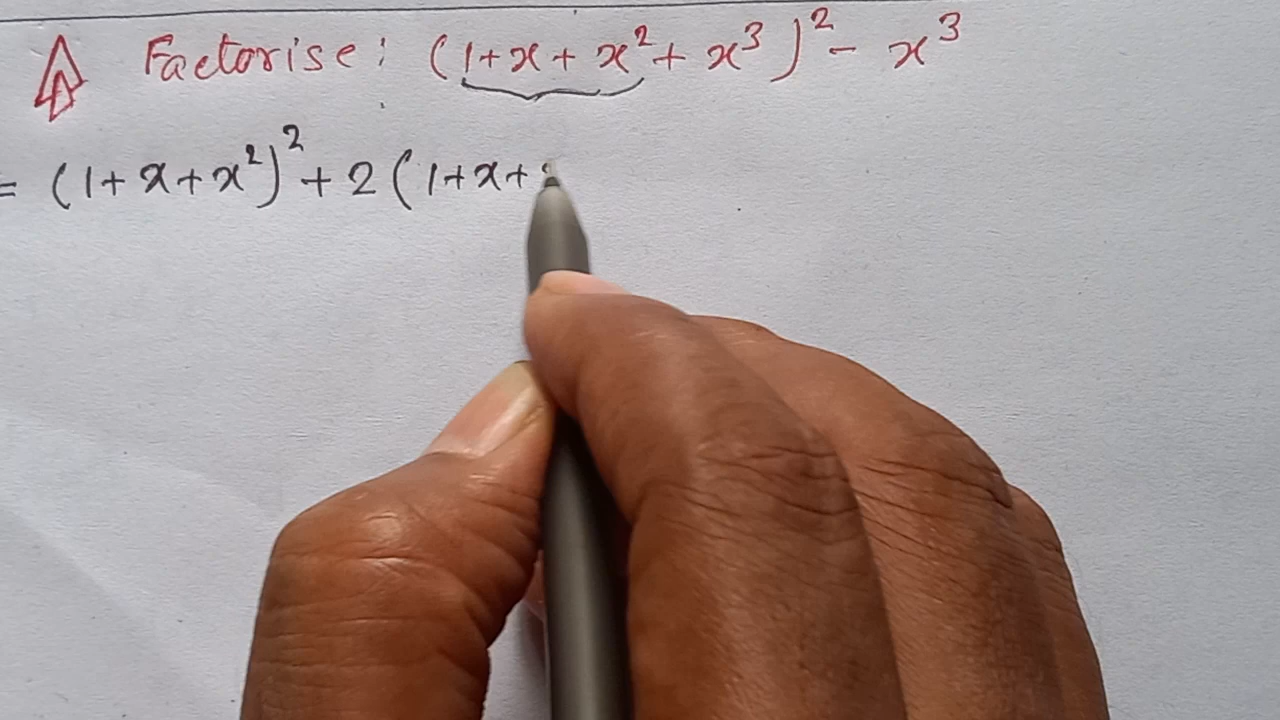 Factorise: (1+x+x²+x³)²-x³
= (1+x+x²)²+2(1+x+